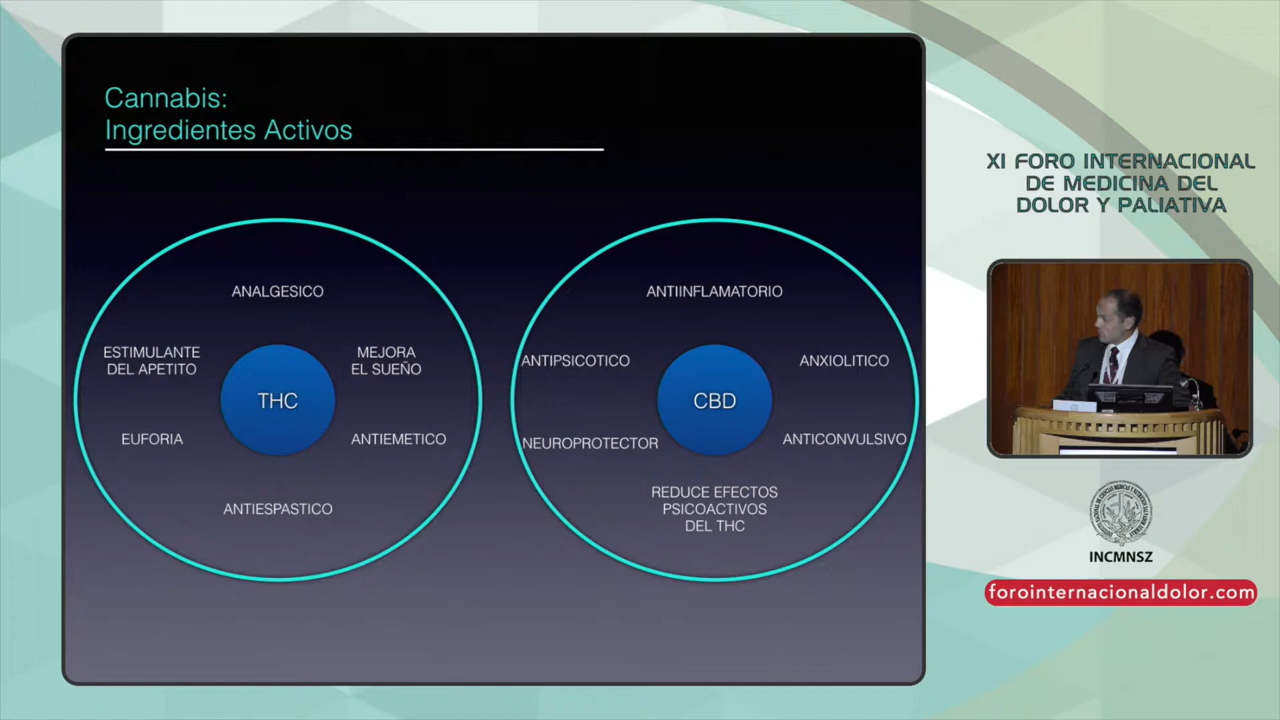 Cannabis:
Ingredientes Activos
ANALGESICO
ESTIMULANTE
DEL APETITO
MEJORA
EL SUEÑO
THC
EUFORIA
ANTIEMETICO
ANTIESPASTICO
ANTIINFLAMATORIO
ANTIPSICOTICO
ANXIOLITICO
CBD
NEUROPROTECTOR
ANTICONVULSIVO
REDUCE EFECTOS
PSICOACTIVOS
DEL THC
XI FORO INTERNACIONAL
DE MEDICINA DEL
DOLOR Y PALIATIVA
INCMNSZ
forointernacionaldolor.com